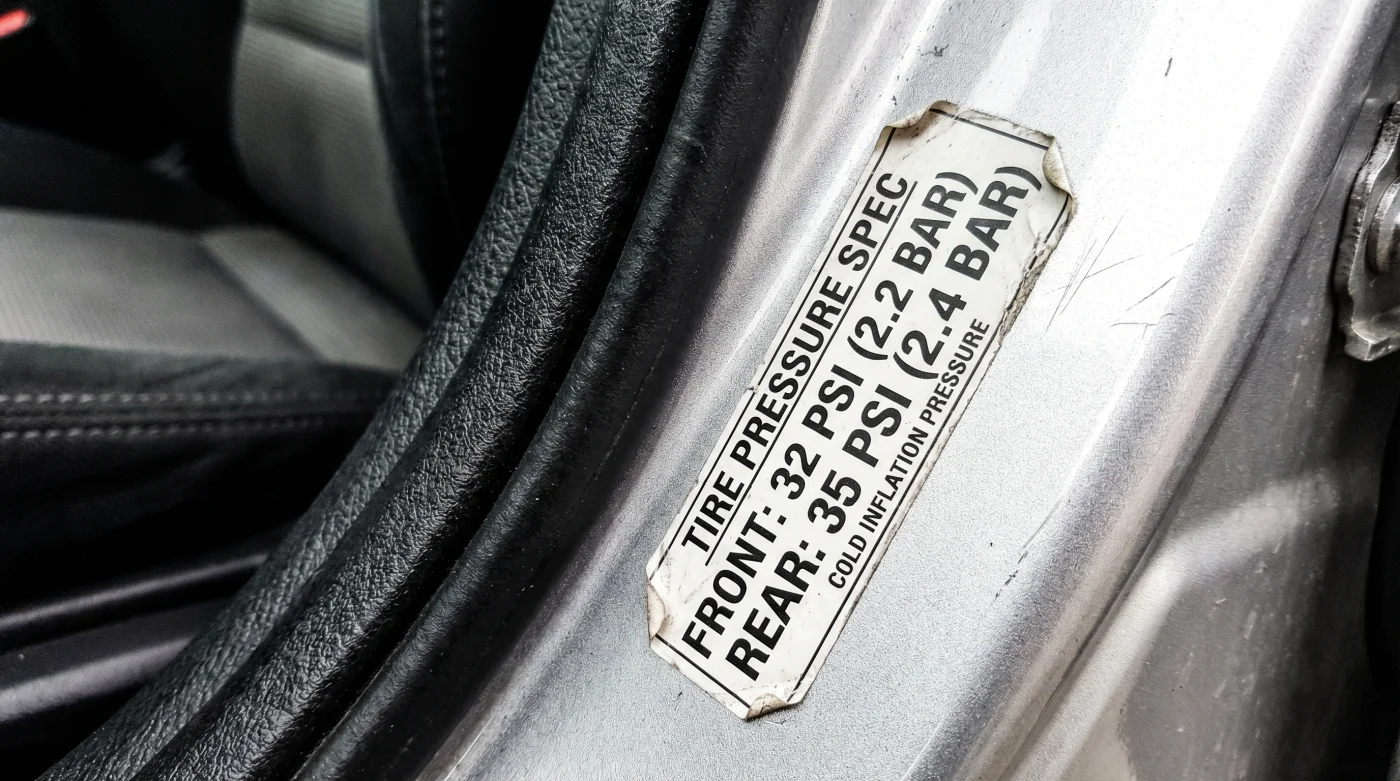 TIRE PRESSURE SPEC
FRONT: 32 PSI (2.2 BAR)
REAR: 35 PSI (2.4 BAR)
COLD INFLATION PRESSURE